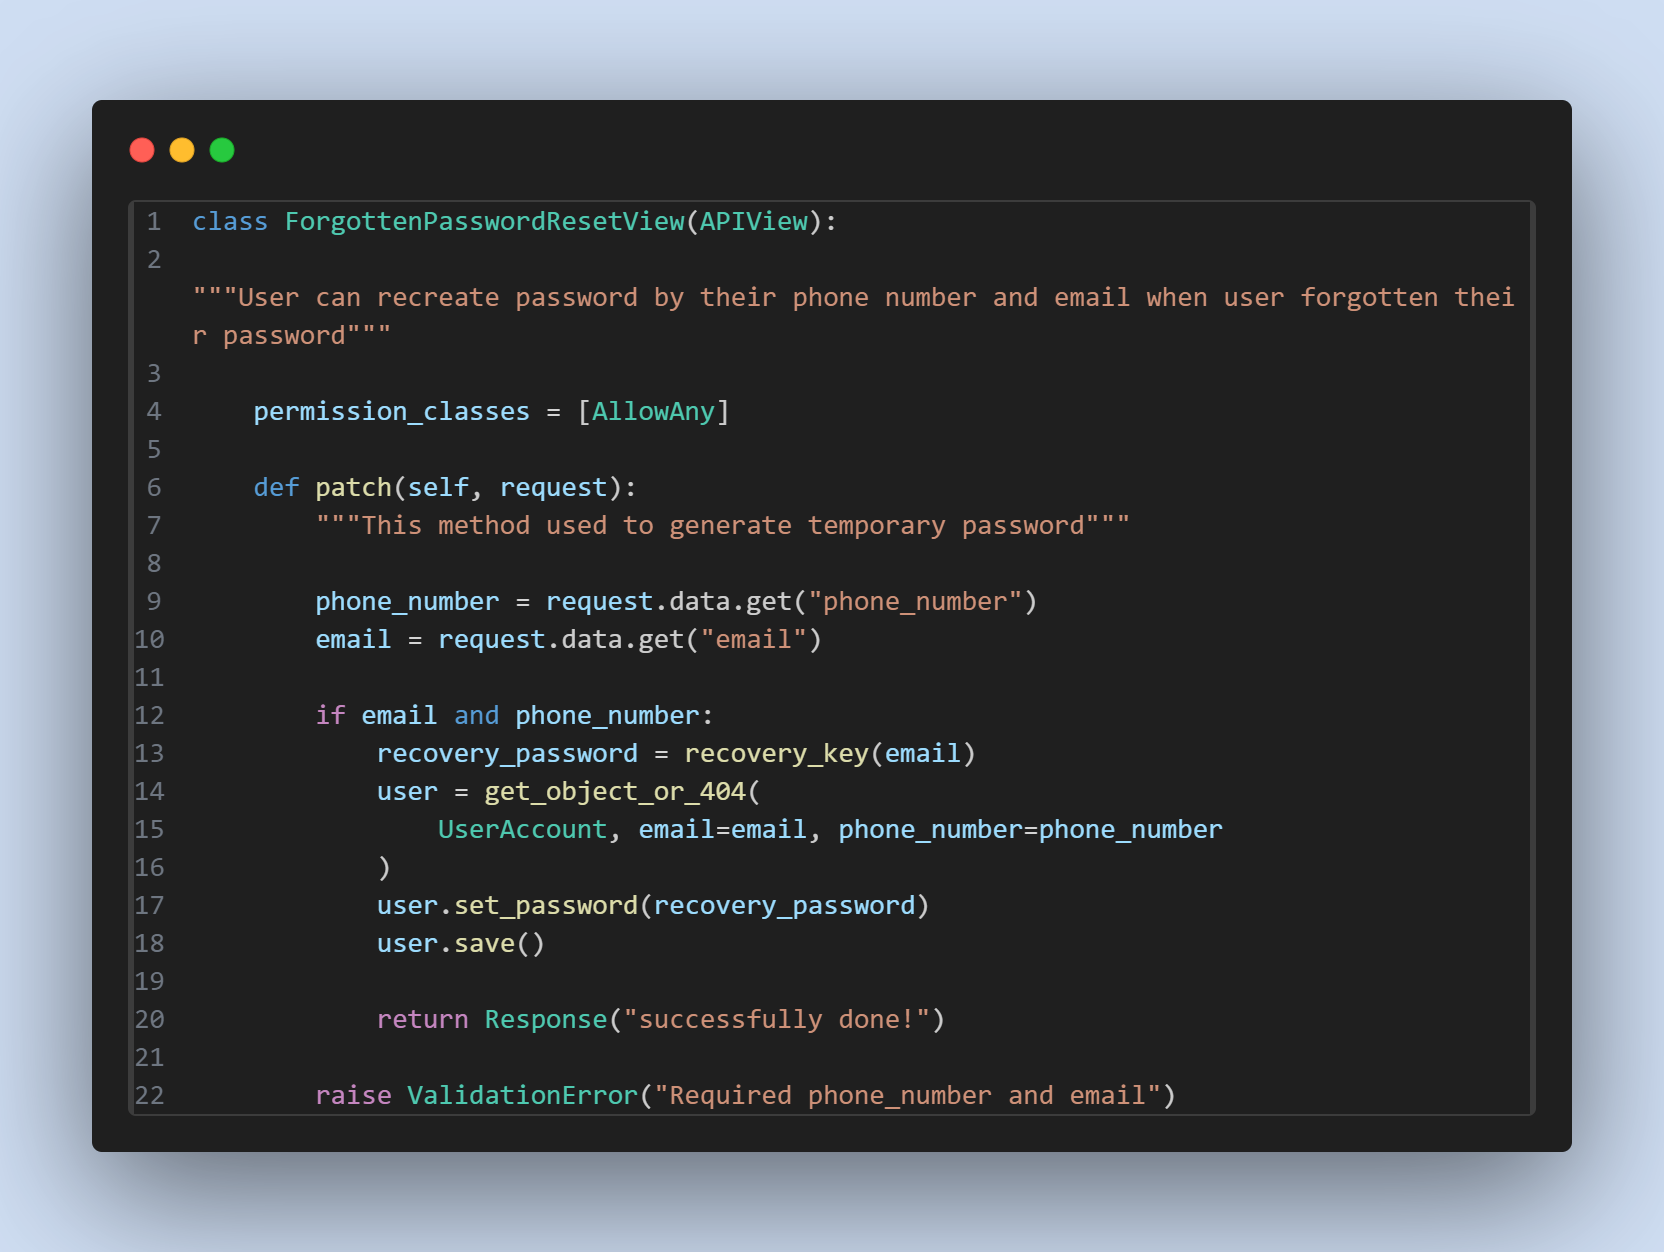 1 class ForgottenPasswordResetView(APIView):
2
"""User can recreate password by their phone number and email when user forgotten thei
r password"""
3
4     permission_classes = [AllowAny]
5
6     def patch(self, request):
7         """This method used to generate temporary password"""
8
9         phone_number = request.data.get("phone_number")
10         email = request.data.get("email")
11
12         if email and phone_number:
13             recovery_password = recovery_key(email)
14             user = get_object_or_404(
15                 UserAccount, email=email, phone_number=phone_number
16             )
17             user.set_password(recovery_password)
18             user.save()
19
20             return Response("successfully done!")
21
22         raise ValidationError("Required phone_number and email")